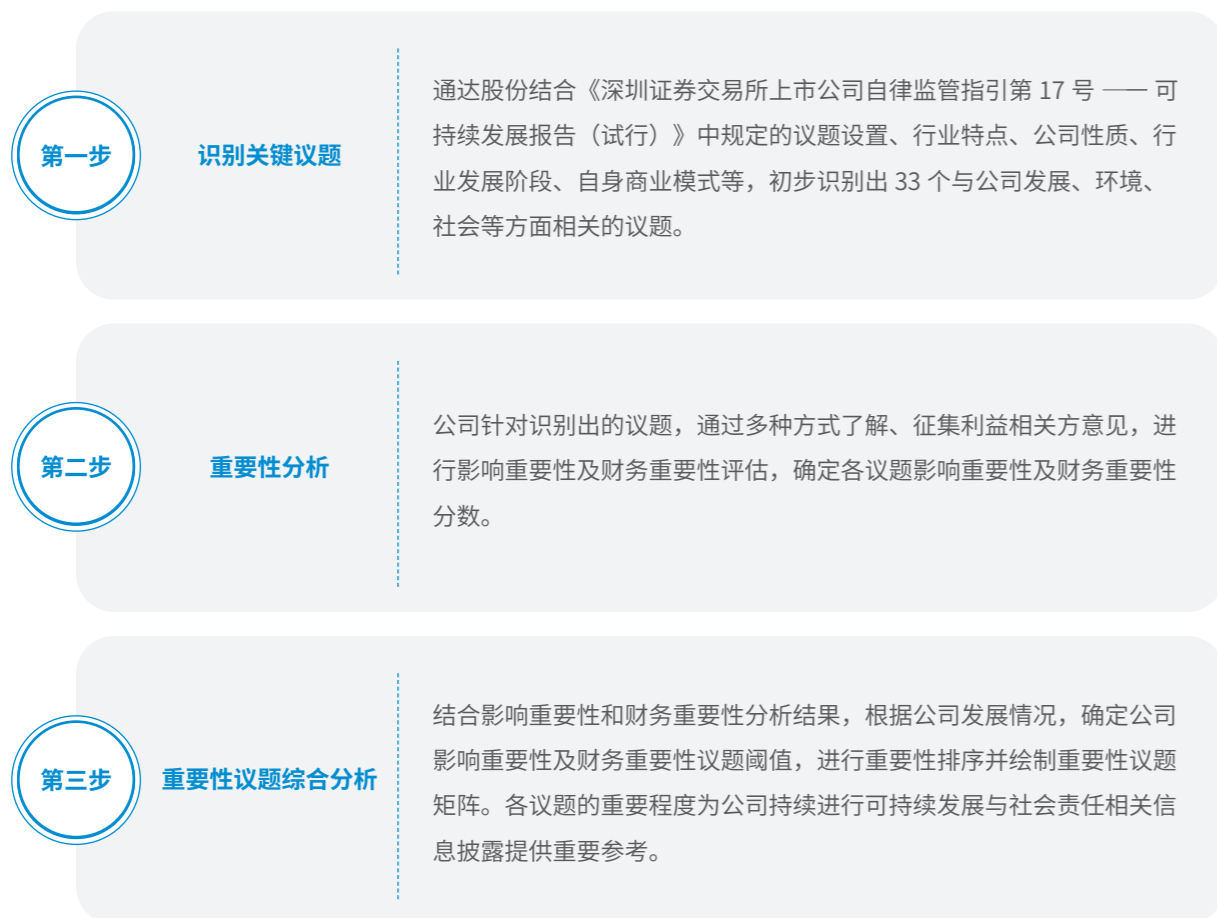 第一步
识别关键议题
通达股份结合《深圳证券交易所上市公司自律监管指引第 17 号 —— 可
持续发展报告（试行）》中规定的议题设置、行业特点、公司性质、行
业发展阶段、自身商业模式等，初步识别出 33 个与公司发展、环境、
社会等方面相关的议题。
第二步
重要性分析
公司针对识别出的议题，通过多种方式了解、征集利益相关方意见，进
行影响重要性及财务重要性评估，确定各议题影响重要性及财务重要性
分数。
第三步
重要性议题综合分析
结合影响重要性和财务重要性分析结果，根据公司发展情况，确定公司
影响重要性及财务重要性议题阈值，进行重要性排序并绘制重要性议题
矩阵。各议题的重要程度为公司持续进行可持续发展与社会责任相关信
息披露提供重要参考。